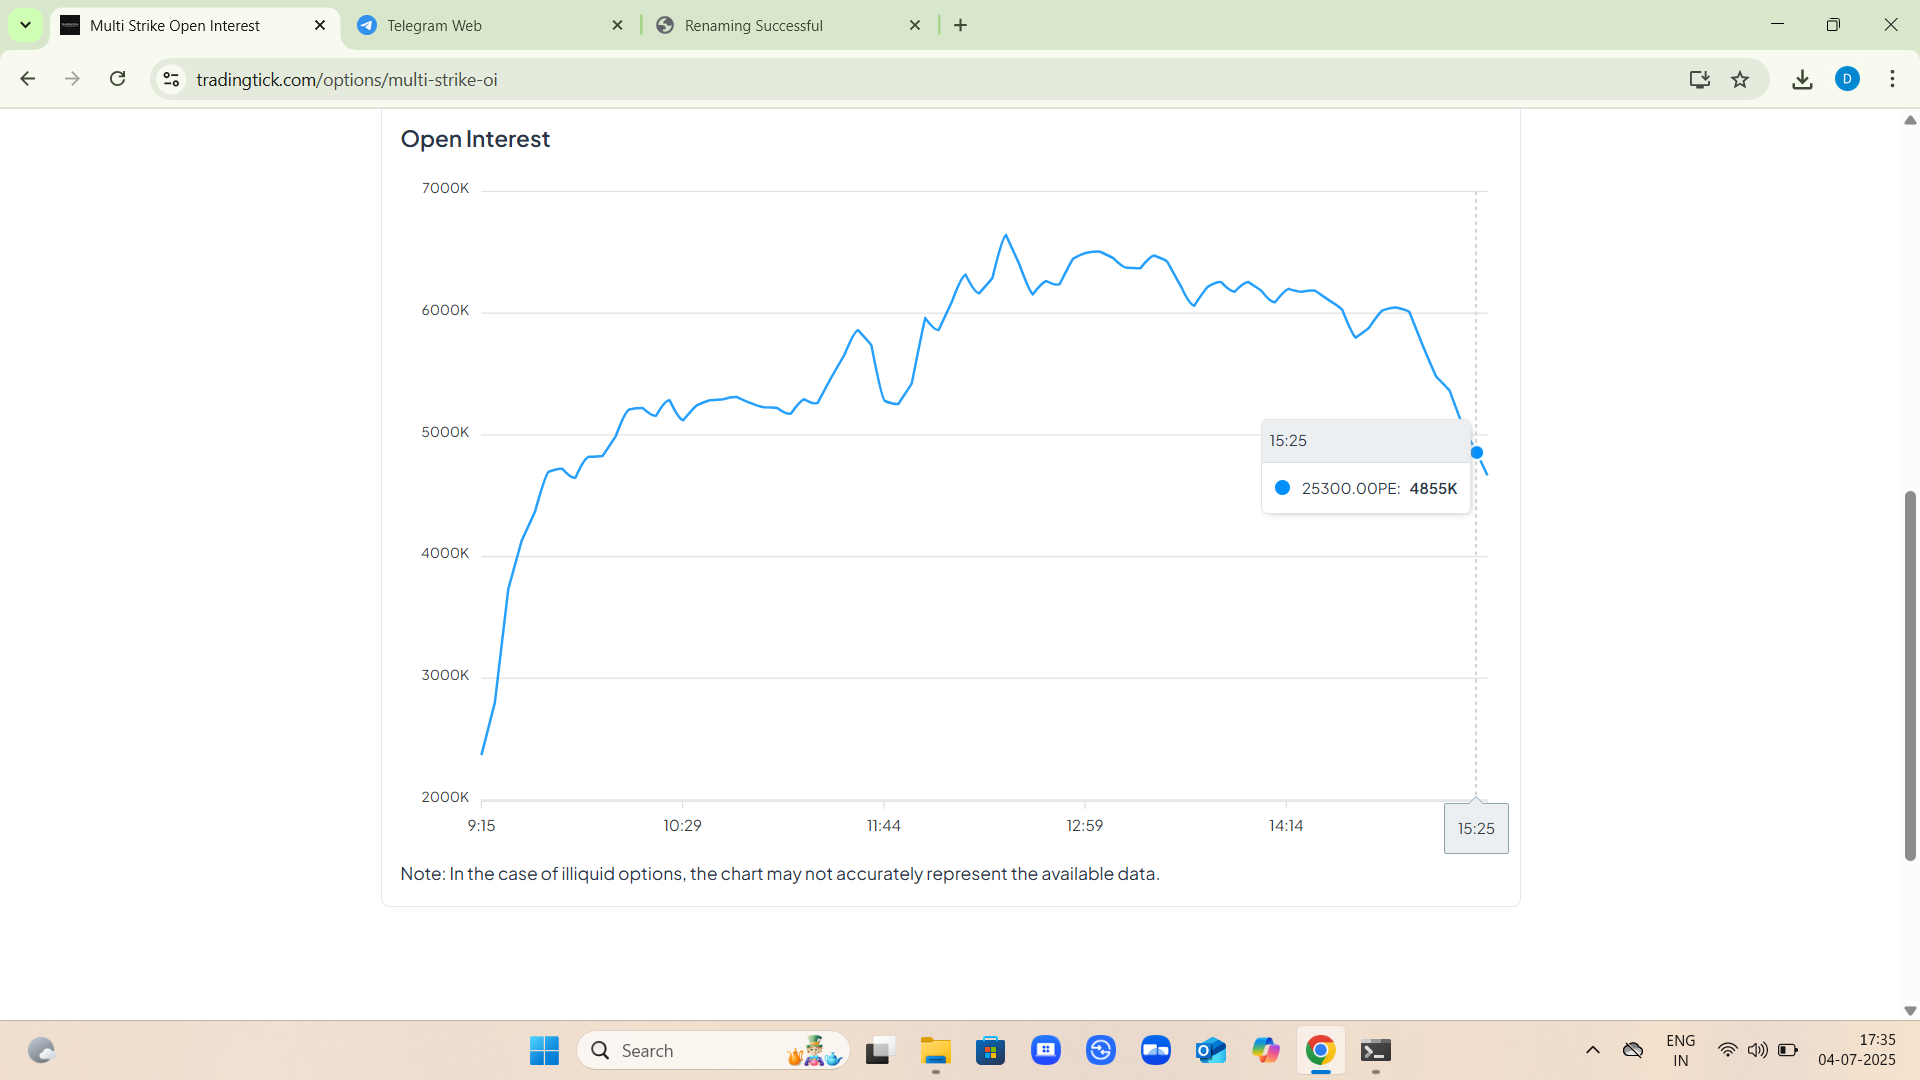 Multi Strike Open Interest
Telegram Web
Renaming Successful
tradingtick.com/options/multi-strike-oi
D
Open Interest
7000K
6000K
5000K
4000K
3000K
2000K
15:25
25300.00PE: 4855K
9:15 10:29 11:44 12:59 14:14 15:25
Note: In the case of illiquid options, the chart may not accurately represent the available data.
Search
ENG
IN
17:35
04-07-2025